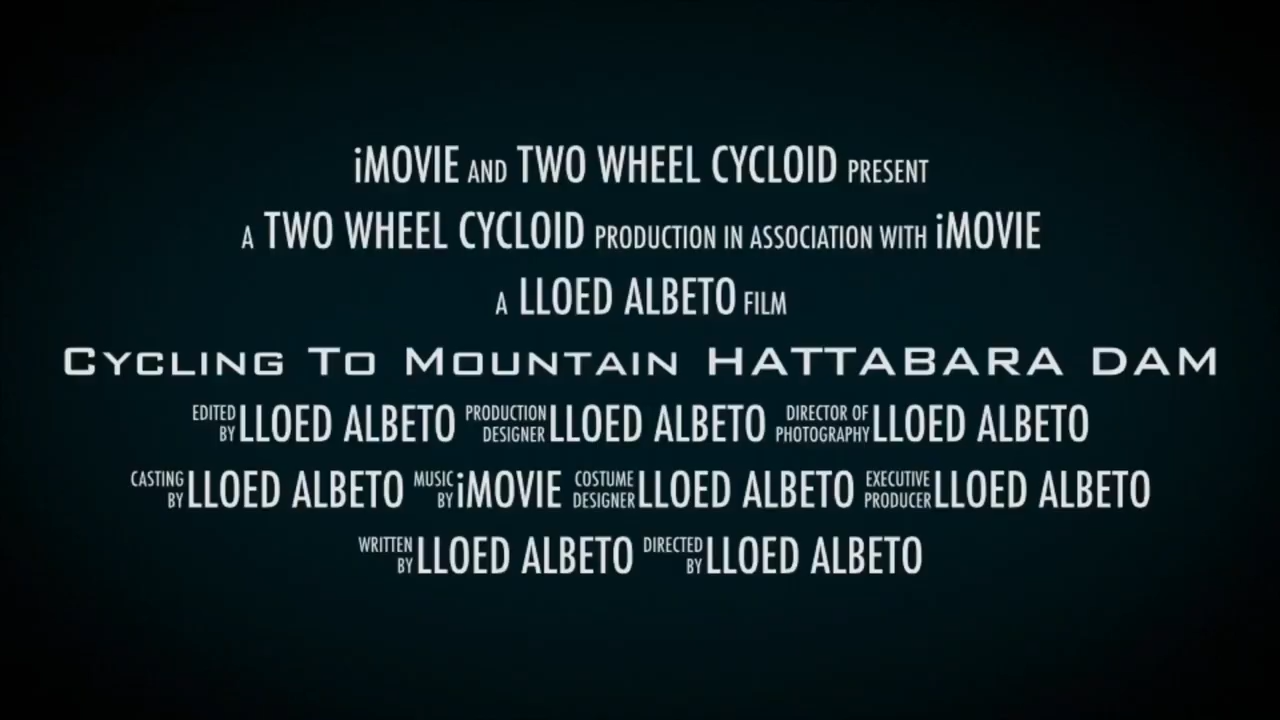 iMOVIE AND TWO WHEEL CYCLOID PRESENT
A TWO WHEEL CYCLOID PRODUCTION IN ASSOCIATION WITH iMOVIE
A LLOED ALBETO FILM
CYCLING TO MOUNTAIN HATTABARA DAM
EDITED BY LLOED ALBETO PRODUCTION DESIGNER LLOED ALBETO DIRECTOR OF PHOTOGRAPHY LLOED ALBETO
CASTING BY LLOED ALBETO MUSIC BY iMOVIE COSTUME DESIGNER LLOED ALBETO EXECUTIVE PRODUCER LLOED ALBETO
WRITTEN BY LLOED ALBETO DIRECTED BY LLOED ALBETO